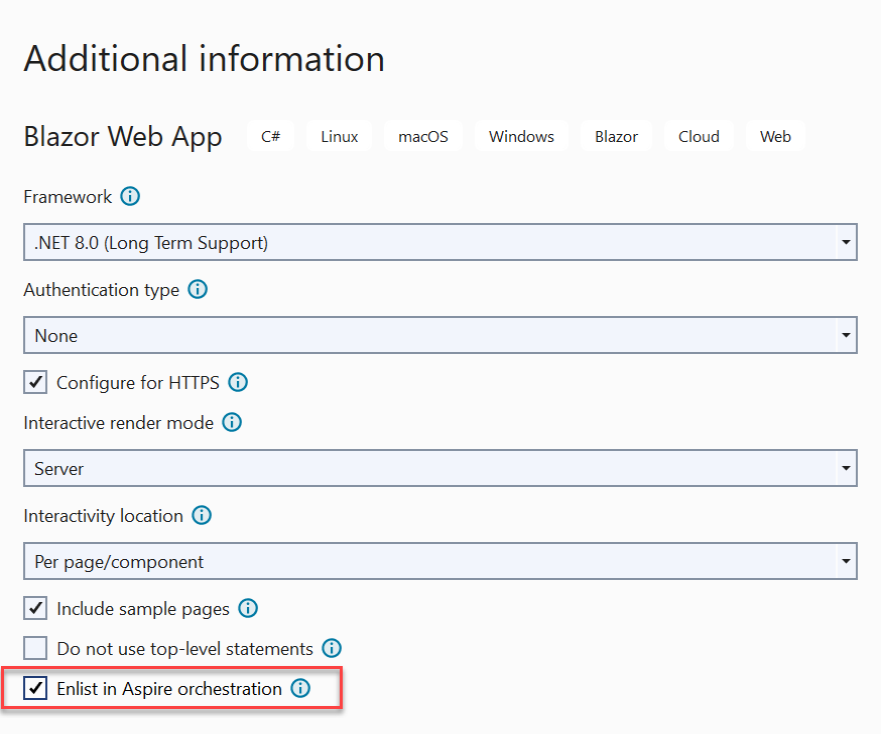 Additional information
Blazor Web App C# Linux macOS Windows Blazor Cloud Web
Framework
.NET 8.0 (Long Term Support)
Authentication type
None
Configure for HTTPS
Interactive render mode
Server
Interactivity location
Per page/component
Include sample pages
Do not use top-level statements
Enlist in Aspire orchestration